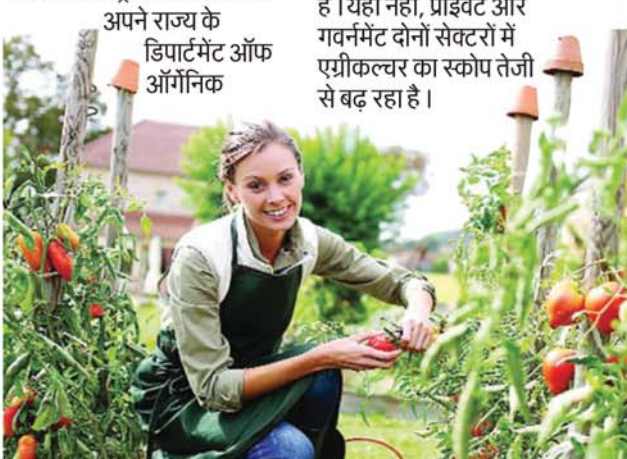 अपने राज्य के
डिपार्टमेंट ऑफ
ऑर्गेनिक
है। यही नहीं, प्राइवेट और
गवर्नमेंट दोनों सेक्टरों में
एग्रीकल्चर का स्कोप तेजी
से बढ़ रहा है।